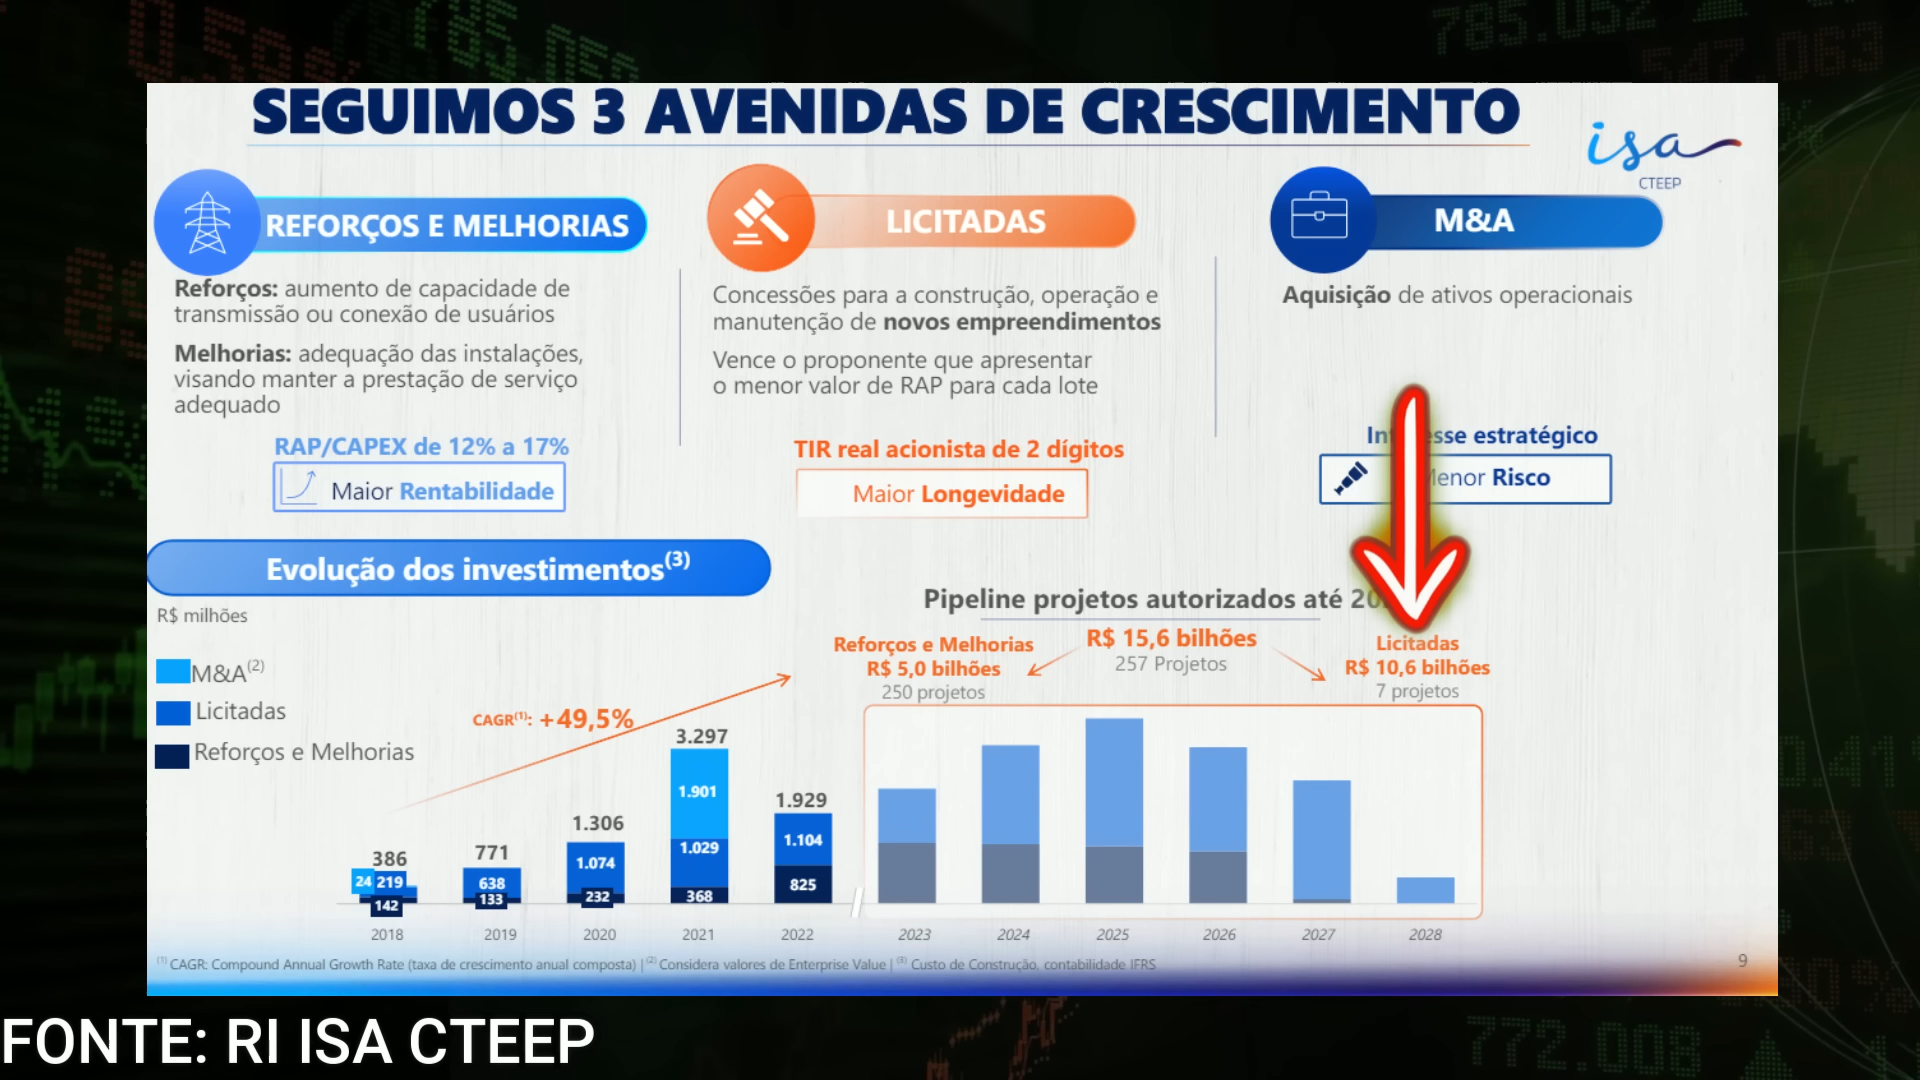 SEGUIMOS 3 AVENIDAS DE CRESCIMENTO
isa
CTEEP
REFORÇOS E MELHORIAS
Reforços: aumento de capacidade de
transmissão ou conexão de usuários
Melhorias: adequação das instalações,
visando manter a prestação de serviço
adequado
RAP/CAPEX de 12% a 17%
Maior Rentabilidade
LICITADAS
Concessões para a construção, operação e
manutenção de novos empreendimentos
Vence o proponente que apresentar
o menor valor de RAP para cada lote
TIR real acionista de 2 dígitos
Maior Longevidade
M&A
Aquisição de ativos operacionais
estratégico
Risco
Evolução dos investimentos(3)
R$ milhões
M&A(2)
Licitadas
Reforços e Melhorias
CAGR(1): +49,5%
386
24 219
142
771
638
133
1.306
1.074
232
3.297
1.901
1.029
368
1.929
1.104
825
2018 2019 2020 2021 2022
Pipeline projetos autorizados até
Reforços e Melhorias
R$ 5,0 bilhões
250 projetos
R$ 15,6 bilhões
257 Projetos
Licitadas
R$ 10,6 bilhões
7 projetos
2023 2024 2025 2026 2027 2028
(1) CAGR: Compound Annual Growth Rate (taxa de crescimento anual composta) | (2) Considera valores de Enterprise Value | (3) Custo de Construção, contabilidade IFRS
9
FONTE: RI ISA CTEEP
785.052
547.063
772.008